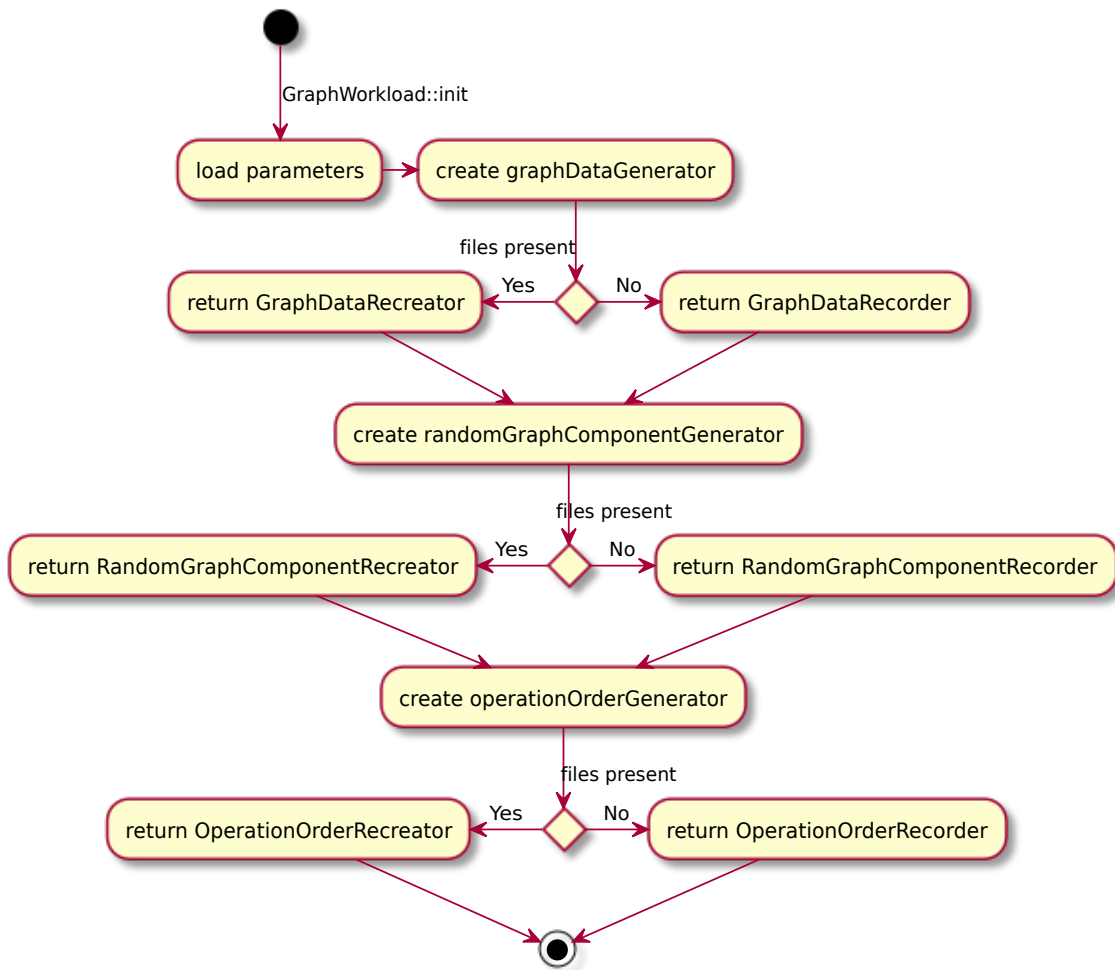 GraphWorkload::init
load parameters
create graphDataGenerator
files present
Yes
No
return GraphDataRecreator
return GraphDataRecorder
create randomGraphComponentGenerator
files present
Yes
No
return RandomGraphComponentRecreator
return RandomGraphComponentRecorder
create operationOrderGenerator
files present
Yes
No
return OperationOrderRecreator
return OperationOrderRecorder